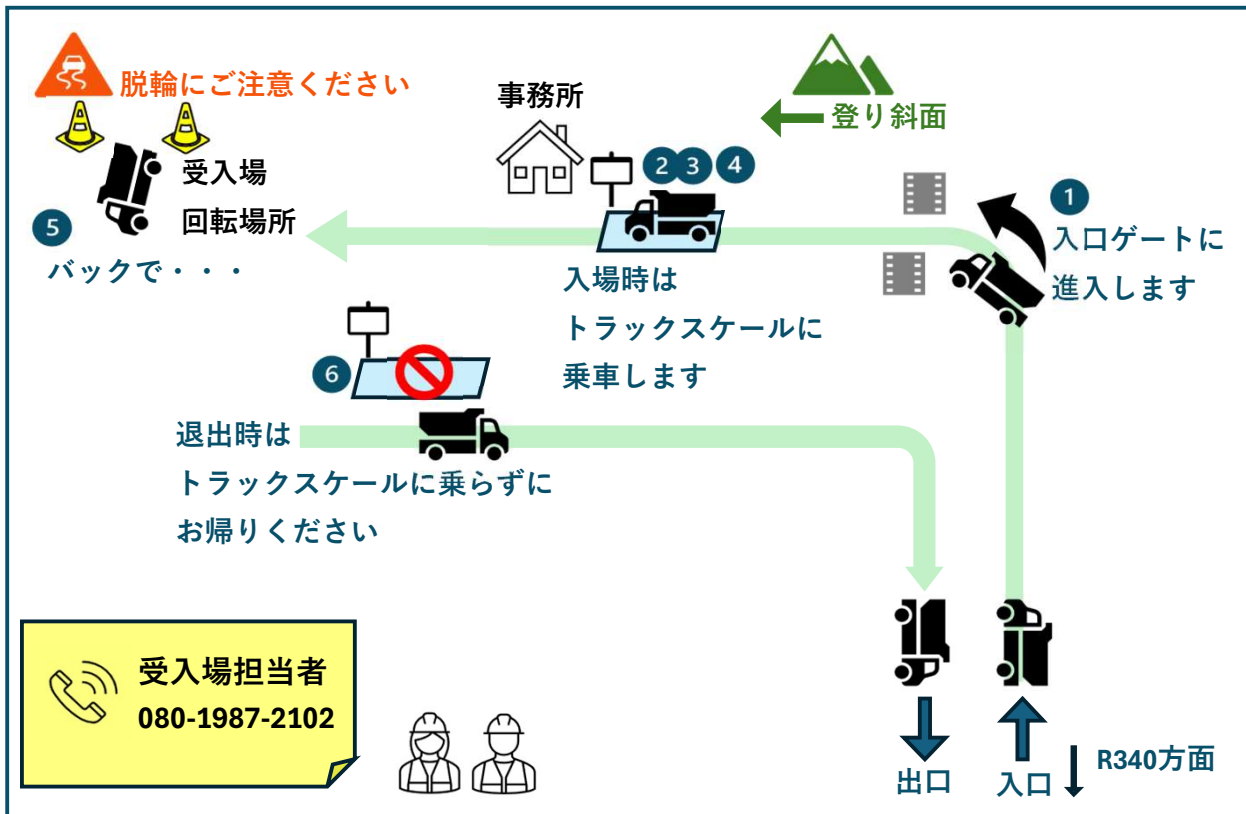 脱輪にご注意ください
事務所
登り斜面
2 3 4
受入場
回転場所
5
バックで・・・
1
入口ゲートに
進入します
入場時は
トラックスケールに
乗車します
6
退出時は
トラックスケールに乗らずに
お帰りください
受入場担当者
080-1987-2102
出口
入口
R340方面